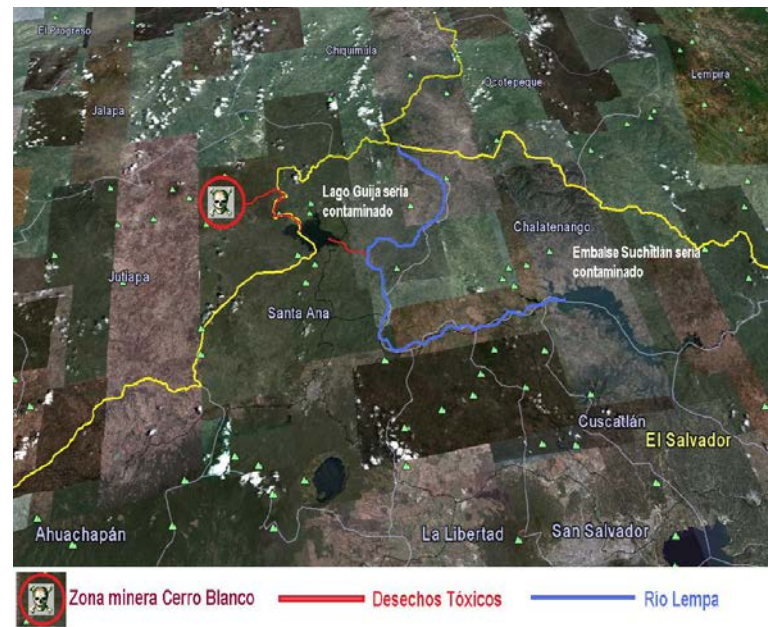 El Progreso
Chiquimula
Ocotepeque
Lempira
Jalapa
Lago Guija sería
contaminado
Chalatenango
Embalse Suchitlán sería
contaminado
Jutiapa
Santa Ana
Cuscatlán
El Salvador
Ahuachapán
La Libertad
San Salvador
Zona minera Cerro Blanco
Desechos Tóxicos
Río Lempa